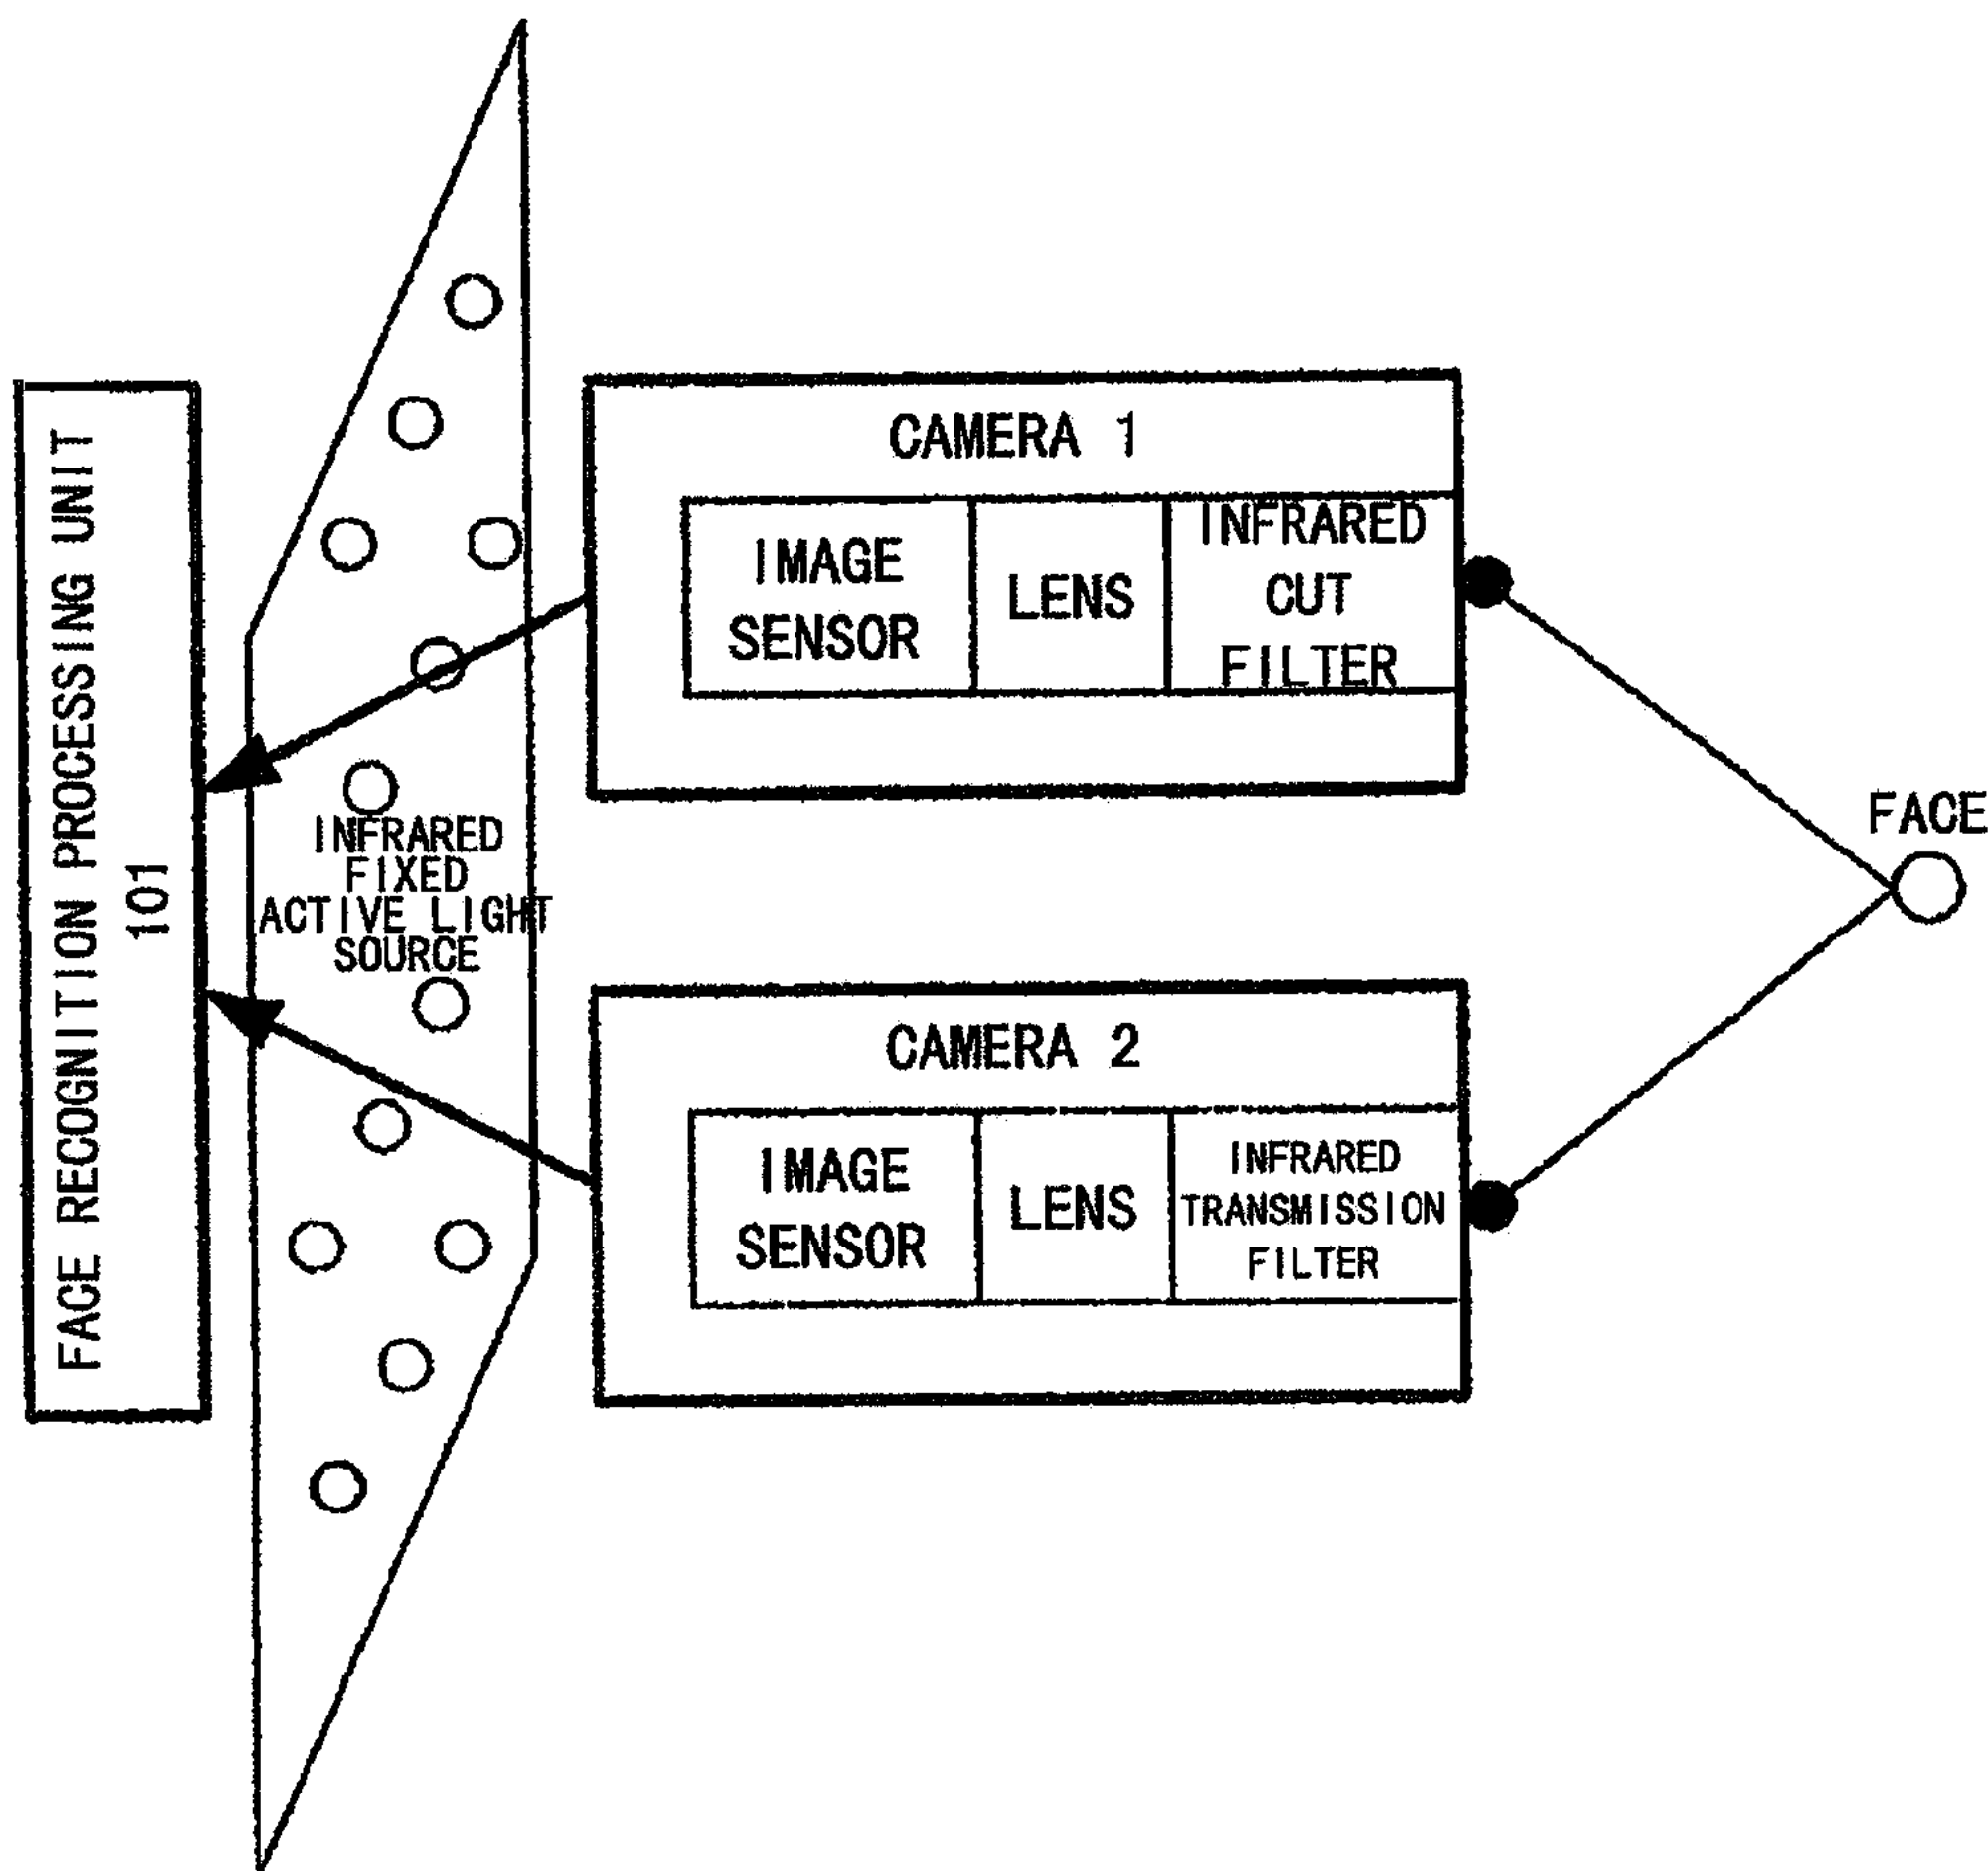 FACE RECOGNITION PROCESSING UNIT
101
INFRARED
FIXED
ACTIVE LIGHT
SOURCE
CAMERA 1
IMAGE
SENSOR
LENS
INFRARED
CUT
FILTER
CAMERA 2
IMAGE
SENSOR
LENS
INFRARED
TRANSMISSION
FILTER
FACE